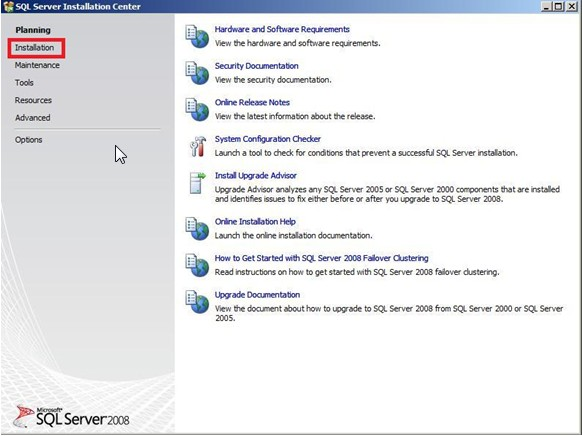 SQL Server Installation Center
Planning
Installation
Maintenance
Tools
Resources
Advanced
Options
Hardware and Software Requirements
View the hardware and software requirements.
Security Documentation
View the security documentation.
Online Release Notes
View the latest information about the release.
System Configuration Checker
Launch a tool to check for conditions that prevent a successful SQL Server installation.
Install Upgrade Advisor
Upgrade Advisor analyzes any SQL Server 2005 or SQL Server 2000 components that are installed
and identifies issues to fix either before or after you upgrade to SQL Server 2008.
Online Installation Help
Launch the online installation documentation.
How to Get Started with SQL Server 2008 Failover Clustering
Read instructions on how to get started with SQL Server 2008 failover clustering.
Upgrade Documentation
View the document about how to upgrade to SQL Server 2008 from SQL Server 2000 or SQL Server
2005.
Microsoft®
SQL Server 2008